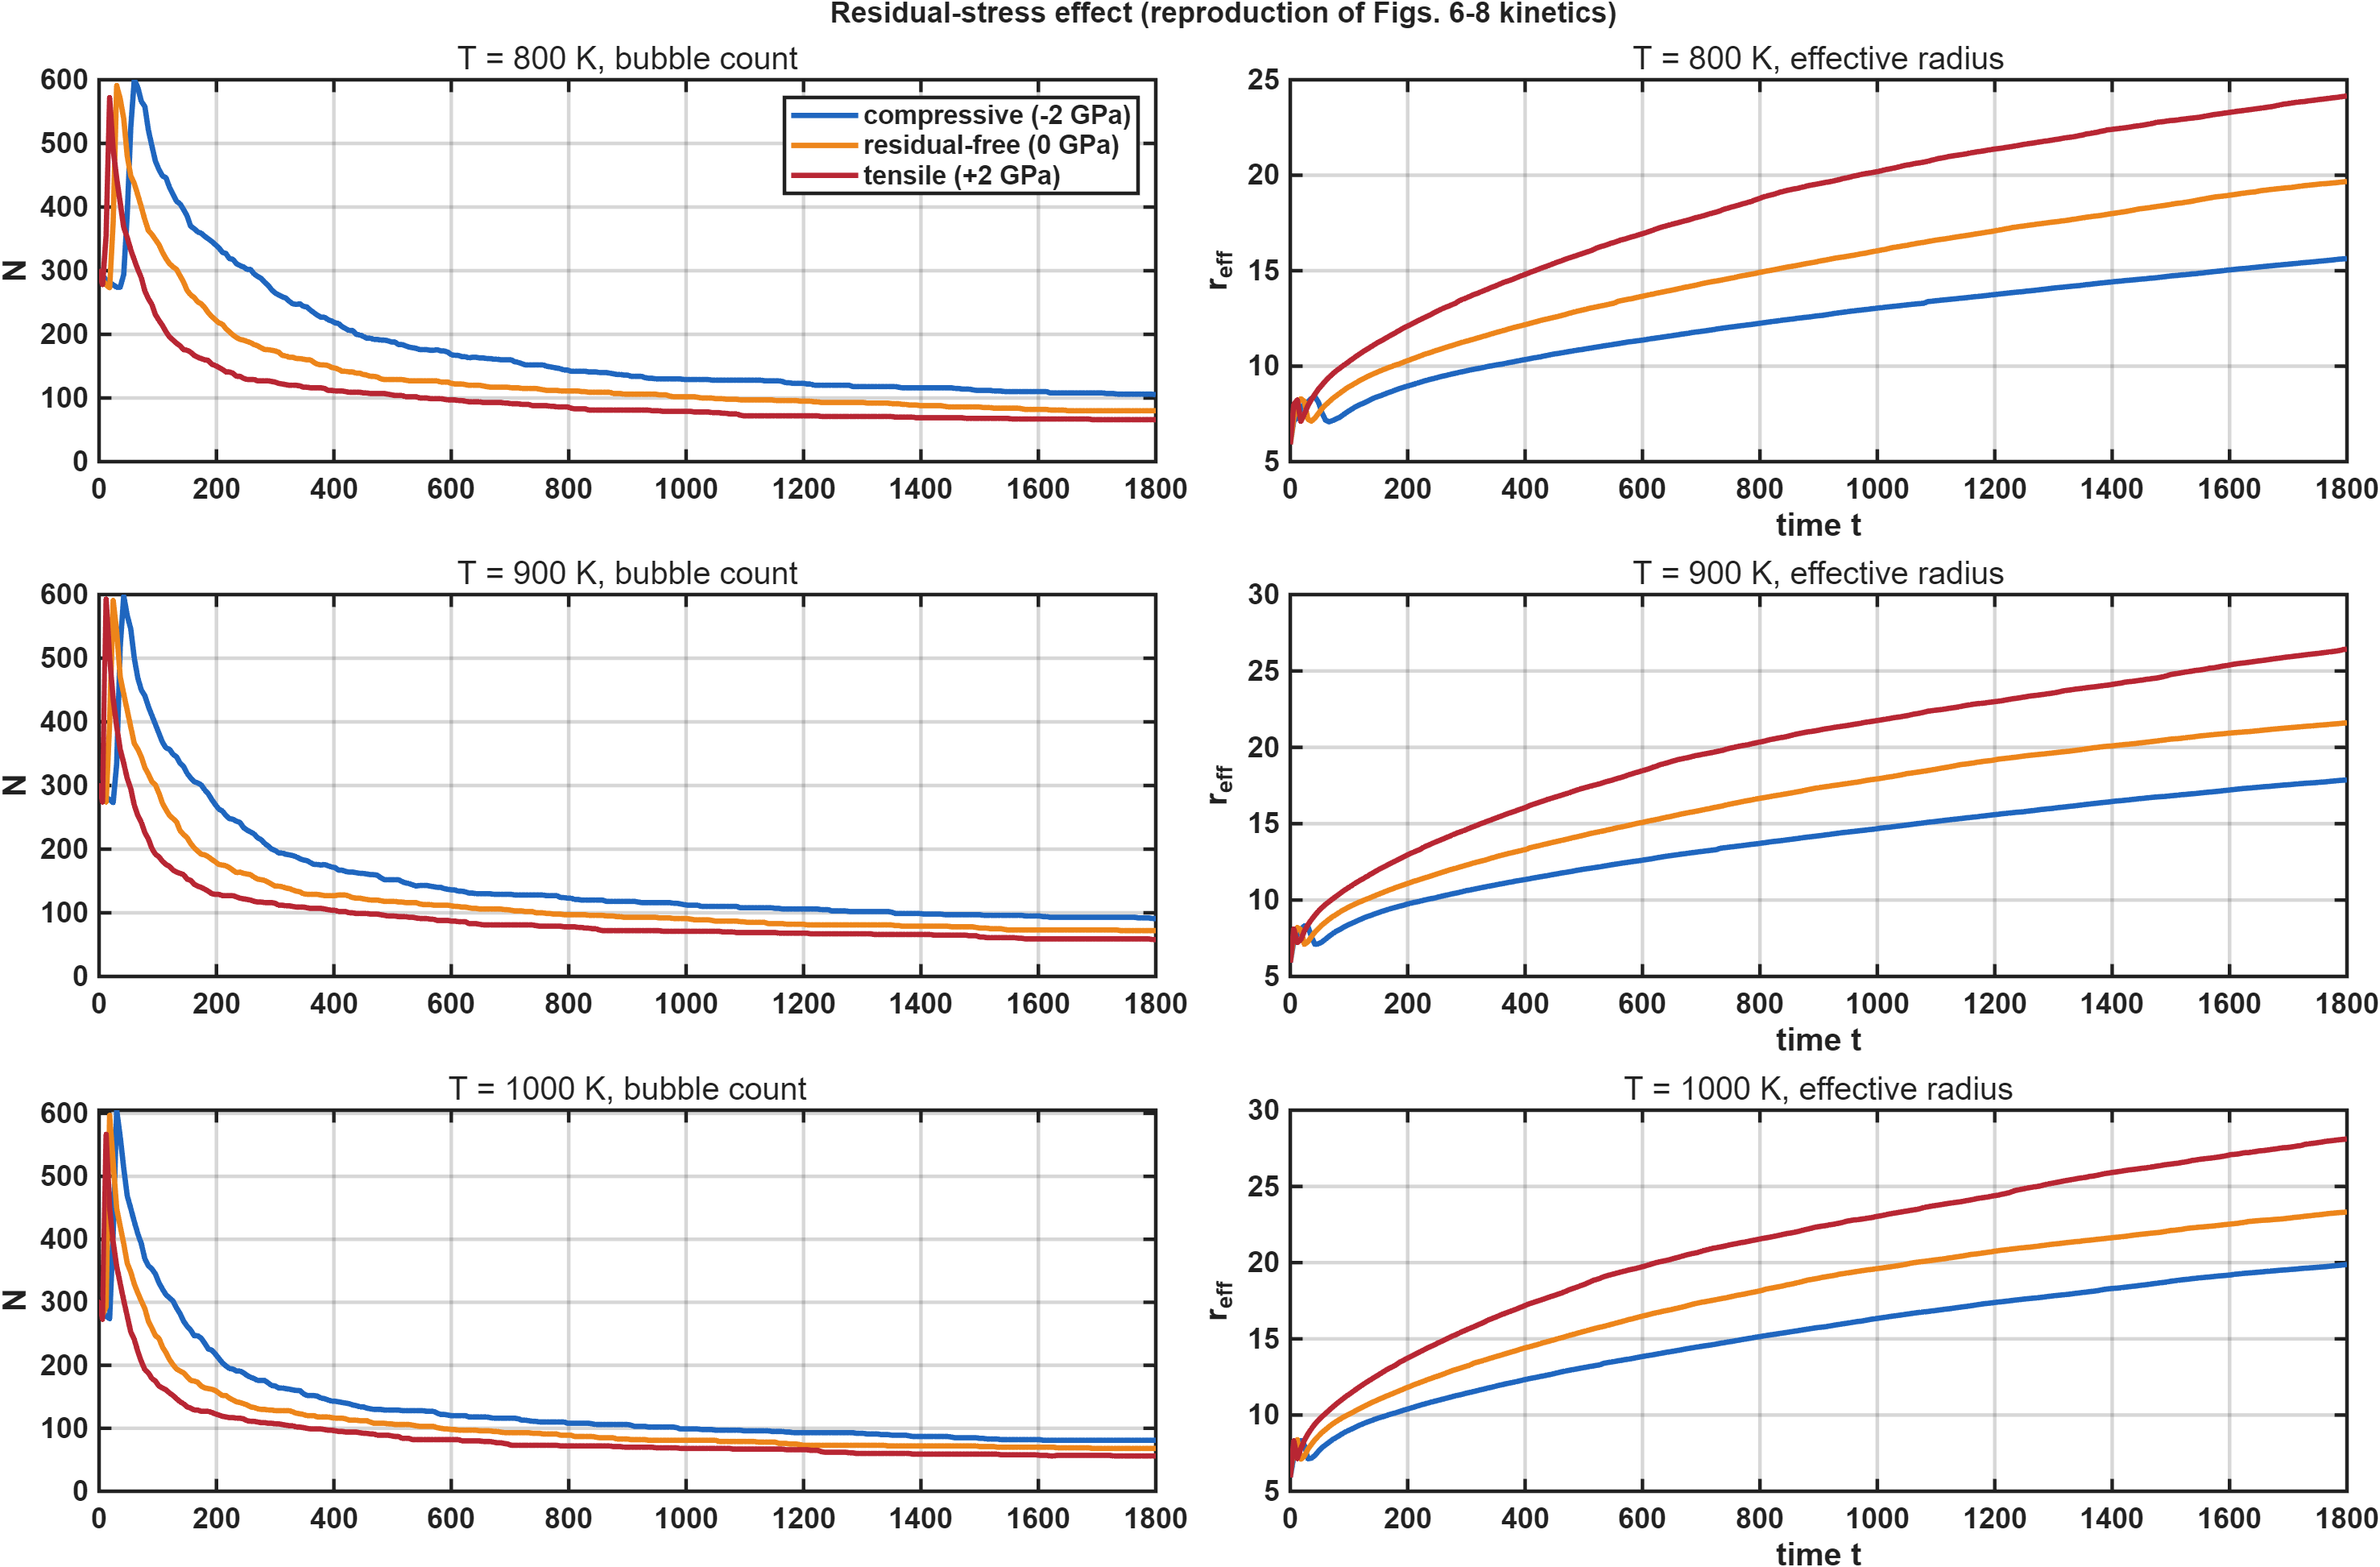 Residual-stress effect (reproduction of Figs. 6-8 kinetics)
T = 800 K, bubble count
600
500
400
300
200
100
0
N
compressive (-2 GPa)
residual-free (0 GPa)
tensile (+2 GPa)
0 200 400 600 800 1000 1200 1400 1600 1800
T = 800 K, effective radius
25
20
15
10
5
r_eff
0 200 400 600 800 1000 1200 1400 1600 1800
time t
T = 900 K, bubble count
600
500
400
300
200
100
0
N
0 200 400 600 800 1000 1200 1400 1600 1800
T = 900 K, effective radius
30
25
20
15
10
5
r_eff
0 200 400 600 800 1000 1200 1400 1600 1800
time t
T = 1000 K, bubble count
600
500
400
300
200
100
0
N
0 200 400 600 800 1000 1200 1400 1600 1800
T = 1000 K, effective radius
30
25
20
15
10
5
r_eff
0 200 400 600 800 1000 1200 1400 1600 1800
time t